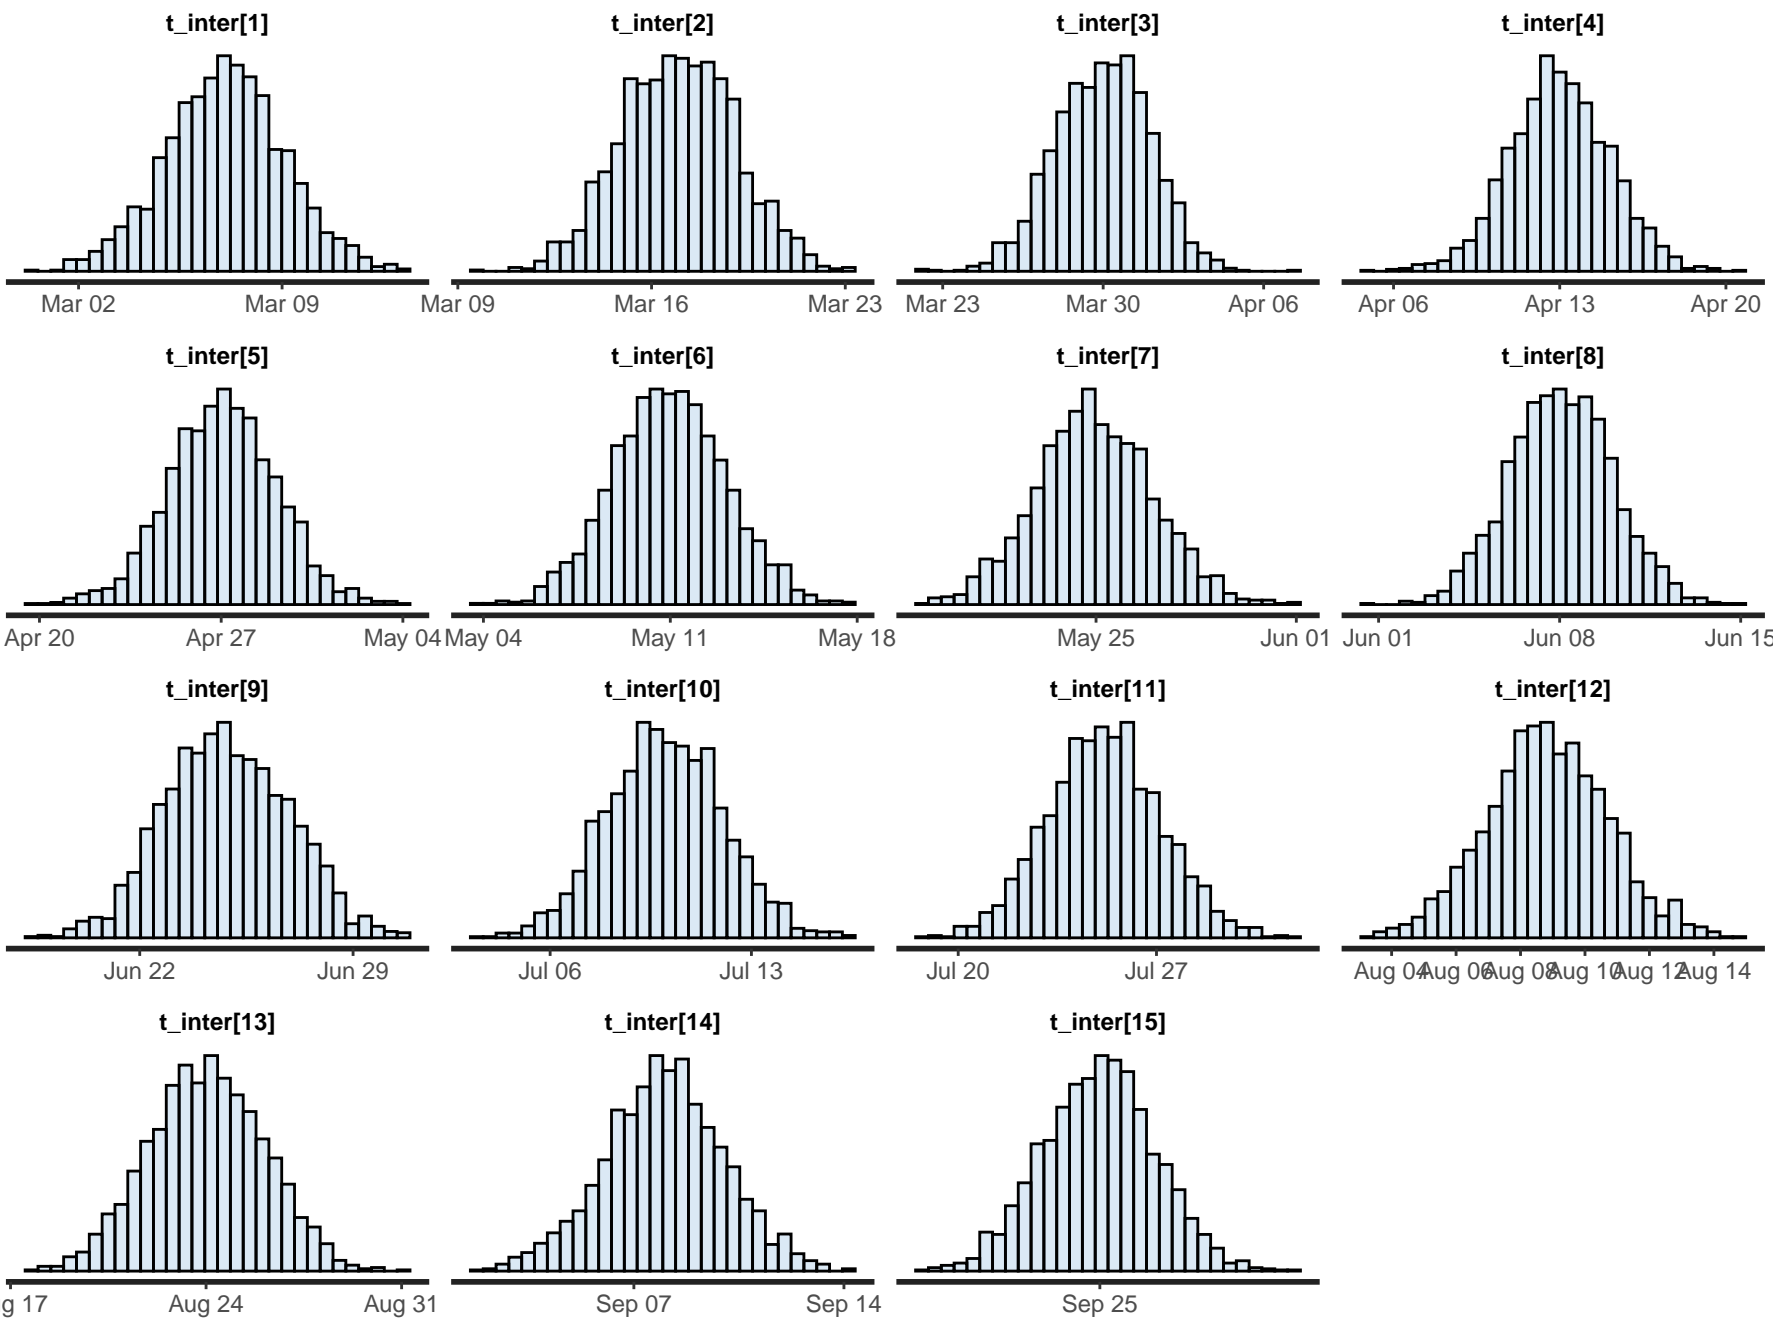 t_inter[1] t_inter[2] t_inter[3] t_inter[4]
Mar 02 Mar 09 Mar 09 Mar 16 Mar 23 Mar 23 Mar 30 Apr 06 Apr 06 Apr 13 Apr 20
t_inter[5] t_inter[6] t_inter[7] t_inter[8]
Apr 20 Apr 27 May 04 May 04 May 11 May 18 May 25 Jun 01 Jun 01 Jun 08 Jun 15
t_inter[9] t_inter[10] t_inter[11] t_inter[12]
Jun 22 Jun 29 Jul 06 Jul 13 Jul 20 Jul 27 Aug 04 Aug 06 Aug 08 Aug 10 Aug 12 Aug 14
t_inter[13] t_inter[14] t_inter[15]
g 17 Aug 24 Aug 31 Sep 07 Sep 14 Sep 25